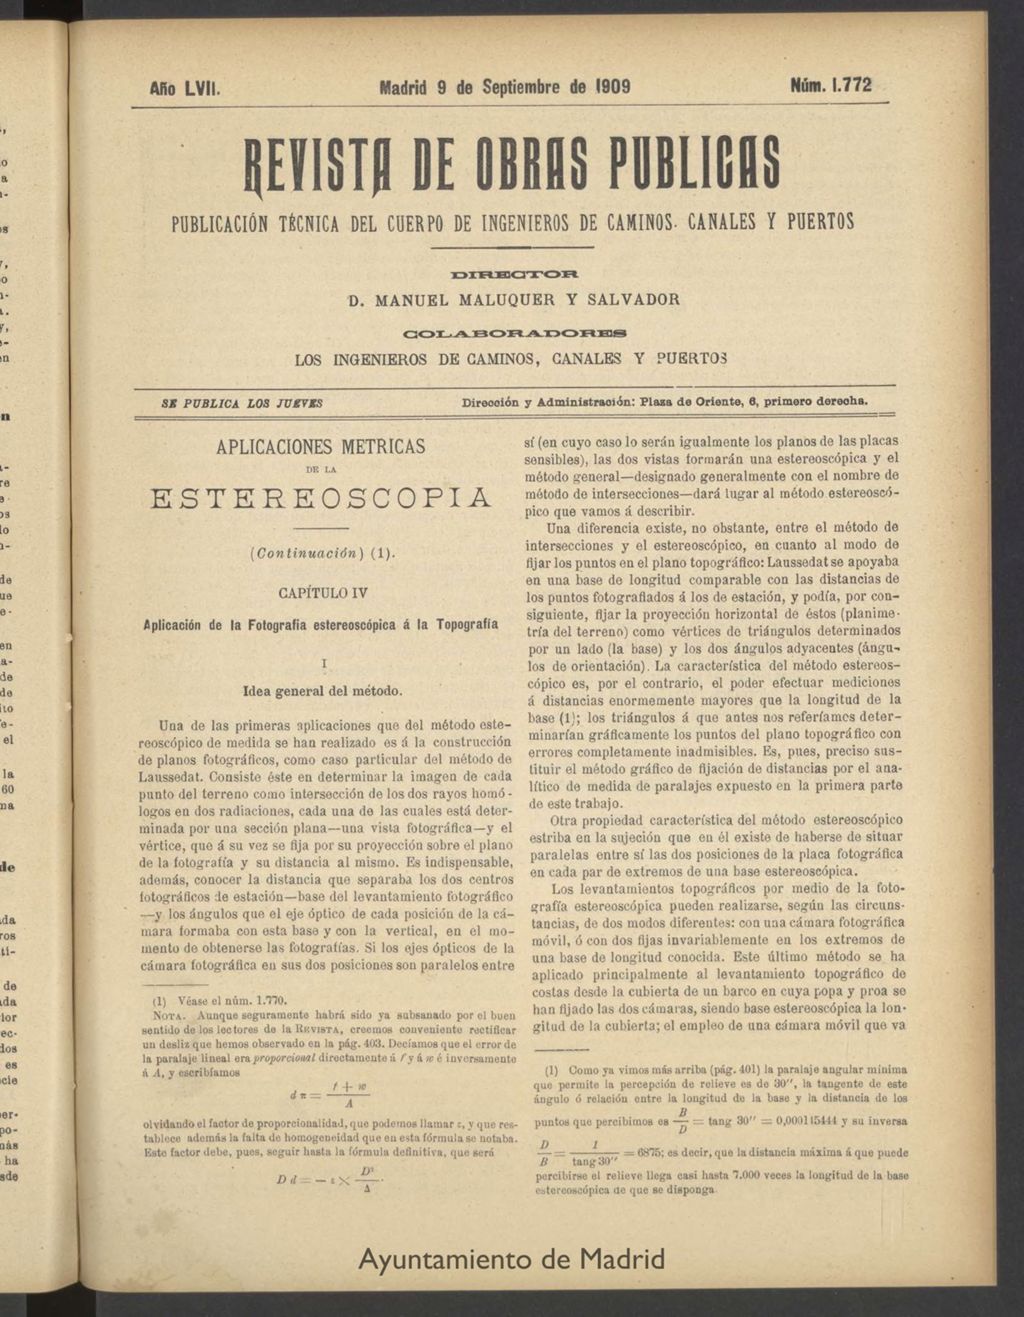 Año LVII. Madrid 9 de Septiembre de 1909 Núm. 1.772
REVISTA DE OBRAS PUBLICAS
PUBLICACIÓN TÉCNICA DEL CUERPO DE INGENIEROS DE CAMINOS. CANALES Y PUERTOS
DIRECTOR
D. MANUEL MALUQUER Y SALVADOR
COLABORADORES
LOS INGENIEROS DE CAMINOS, CANALES Y PUERTOS
SE PUBLICA LOS JUEVES Dirección y Administración: Plaza de Oriente, 6, primero derecha.
APLICACIONES METRICAS
DE LA
ESTEREOSCOPIA
(Continuación) (1).
CAPÍTULO IV
Aplicación de la Fotografía estereoscópica á la Topografía
I
Idea general del método.
Una de las primeras aplicaciones que del método este-
reoscópico de medida se han realizado es á la construcción
de planos fotográficos, como caso particular del método de
Laussedat. Consiste éste en determinar la imagen de cada
punto del terreno como intersección de los dos rayos homó-
logos en dos radiaciones, cada una de las cuales está deter-
minada por una sección plana—una vista fotográfica—y el
vértice, que á su vez se fija por su proyección sobre el plano
de la fotografía y su distancia al mismo. Es indispensable,
además, conocer la distancia que separaba los dos centros
fotográficos de estación—base del levantamiento fotográfico
—y los ángulos que el eje óptico de cada posición de la cá-
mara formaba con esta base y con la vertical, en el mo-
mento de obtenerse las fotografías. Si los ejes ópticos de la
cámara fotográfica en sus dos posiciones son paralelos entre
(1) Véase el núm. 1.770.
NOTA. Aunque seguramente habrá sido ya subsanado por el buen
sentido de los lectores de la REVISTA, creemos conveniente rectificar
un desliz que hemos observado en la pág. 403. Decíamos que el error de
la paralaje lineal era proporcional directamente á f y á w é inversamente
á A, y escribíamos
d π = f + w / A
olvidando el factor de proporcionalidad, que podemos llamar ε, y que res-
tablece además la falta de homogeneidad que en esta fórmula se notaba.
Este factor debe, pues, seguir hasta la fórmula definitiva, que será
D d = — ε × D² / A .
sí (en cuyo caso lo serán igualmente los planos de las placas
sensibles), las dos vistas formarán una estereoscópica y el
método general—designado generalmente con el nombre de
método de intersecciones—dará lugar al método estereoscó-
pico que vamos á describir.
Una diferencia existe, no obstante, entre el método de
intersecciones y el estereoscópico, en cuanto al modo de
fijar los puntos en el plano topográfico: Laussedat se apoyaba
en una base de longitud comparable con las distancias de
los puntos fotografiados á los de estación, y podía, por con-
siguiente, fijar la proyección horizontal de éstos (planime-
tría del terreno) como vértices de triángulos determinados
por un lado (la base) y los dos ángulos adyacentes (ángu-
los de orientación). La característica del método estereos-
cópico es, por el contrario, el poder efectuar mediciones
á distancias enormemente mayores que la longitud de la
base (1); los triángulos á que antes nos referíamos deter-
minarían gráficamente los puntos del plano topográfico con
errores completamente inadmisibles. Es, pues, preciso sus-
tituir el método gráfico de fijación de distancias por el ana-
lítico de medida de paralajes expuesto en la primera parte
de este trabajo.
Otra propiedad característica del método estereoscópico
estriba en la sujeción que en él existe de haberse de situar
paralelas entre sí las dos posiciones de la placa fotográfica
en cada par de extremos de una base estereoscópica.
Los levantamientos topográficos por medio de la foto-
grafía estereoscópica pueden realizarse, según las circuns-
tancias, de dos modos diferentes: con una cámara fotográfica
móvil, ó con dos fijas invariablemente en los extremos de
una base de longitud conocida. Este último método se ha
aplicado principalmente al levantamiento topográfico de
costas desde la cubierta de un barco en cuya popa y proa se
han fijado las dos cámaras, siendo base estereoscópica la lon-
gitud de la cubierta; el empleo de una cámara móvil que va
(1) Como ya vimos más arriba (pág. 401) la paralaje angular mínima
que permite la percepción de relieve es de 30'', la tangente de este
ángulo ó relación entre la longitud de la base y la distancia de los
puntos que percibimos es B / D = tang 30'' = 0,000115444 y su inversa
D / B = 1 / tang 30'' = 6875; es decir, que la distancia máxima á que puede
percibirse el relieve llega casi hasta 7.000 veces la longitud de la base
estereoscópica de que se disponga.
Ayuntamiento de Madrid